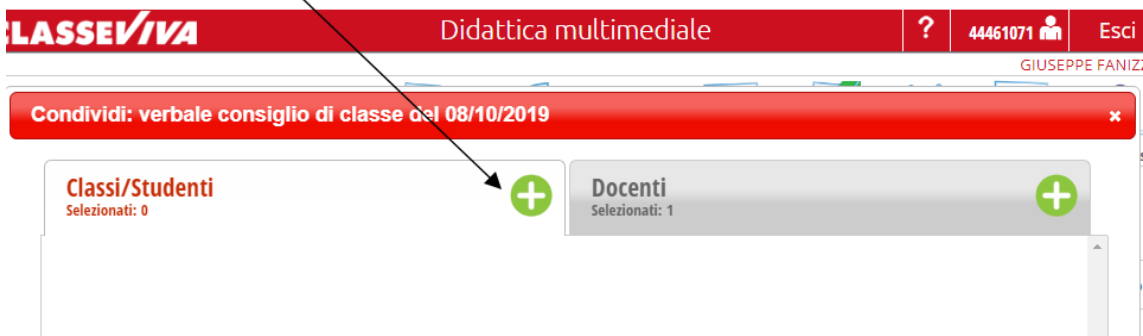 CLASSEVIVA Didattica multimediale ? 44461071 Esci
GIUSEPPE FANIZZ
Condividi: verbale consiglio di classe del 08/10/2019 ×
Classi/Studenti
Selezionati: 0
Docenti
Selezionati: 1